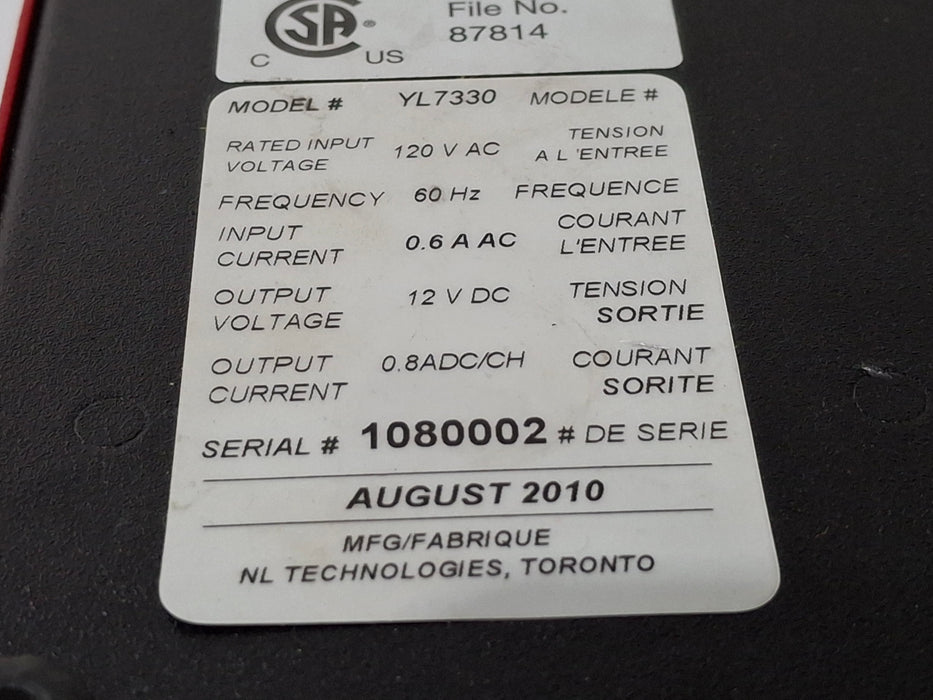 CSA ® File No.
C US 87814
MODEL # YL7330 MODELE #
RATED INPUT VOLTAGE 120 V AC TENSION A L'ENTREE
FREQUENCY 60 Hz FREQUENCE
INPUT CURRENT 0.6 A AC COURANT L'ENTREE
OUTPUT VOLTAGE 12 V DC TENSION SORTIE
OUTPUT CURRENT 0.8ADC/CH COURANT SORITE
SERIAL # 1080002 # DE SERIE
AUGUST 2010
MFG/FABRIQUE
NL TECHNOLOGIES, TORONTO